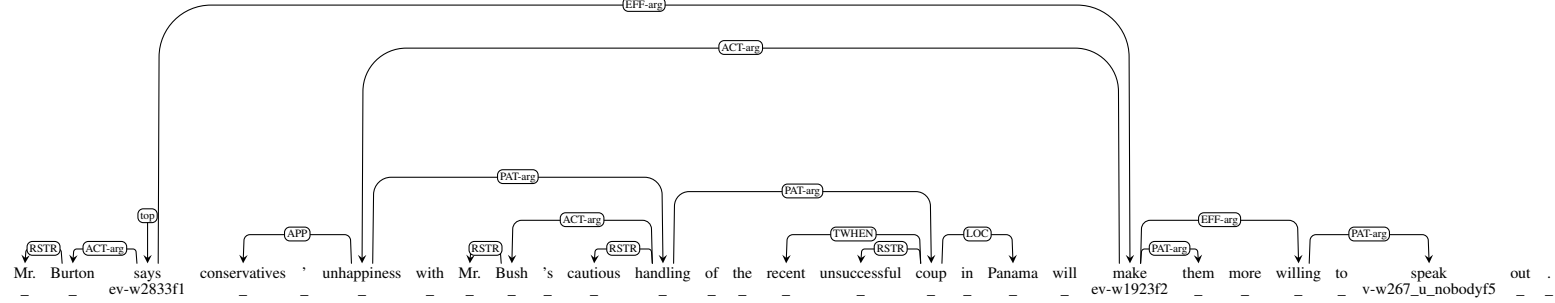 EFF-arg
ACT-arg
PAT-arg
PAT-arg
top
ACT-arg
EFF-arg
APP
TWHEN
LOC
PAT-arg
RSTR
ACT-arg
RSTR
RSTR
RSTR
PAT-arg
Mr. Burton says conservatives ' unhappiness with Mr. Bush 's cautious handling of the recent unsuccessful coup in Panama will make them more willing to speak out .
_ _ ev-w2833f1 _ _ _ _ _ _ _ _ _ _ _ _ _ _ _ _ _ ev-w1923f2 _ _ _ _ v-w267_u_nobodyf5 _ _